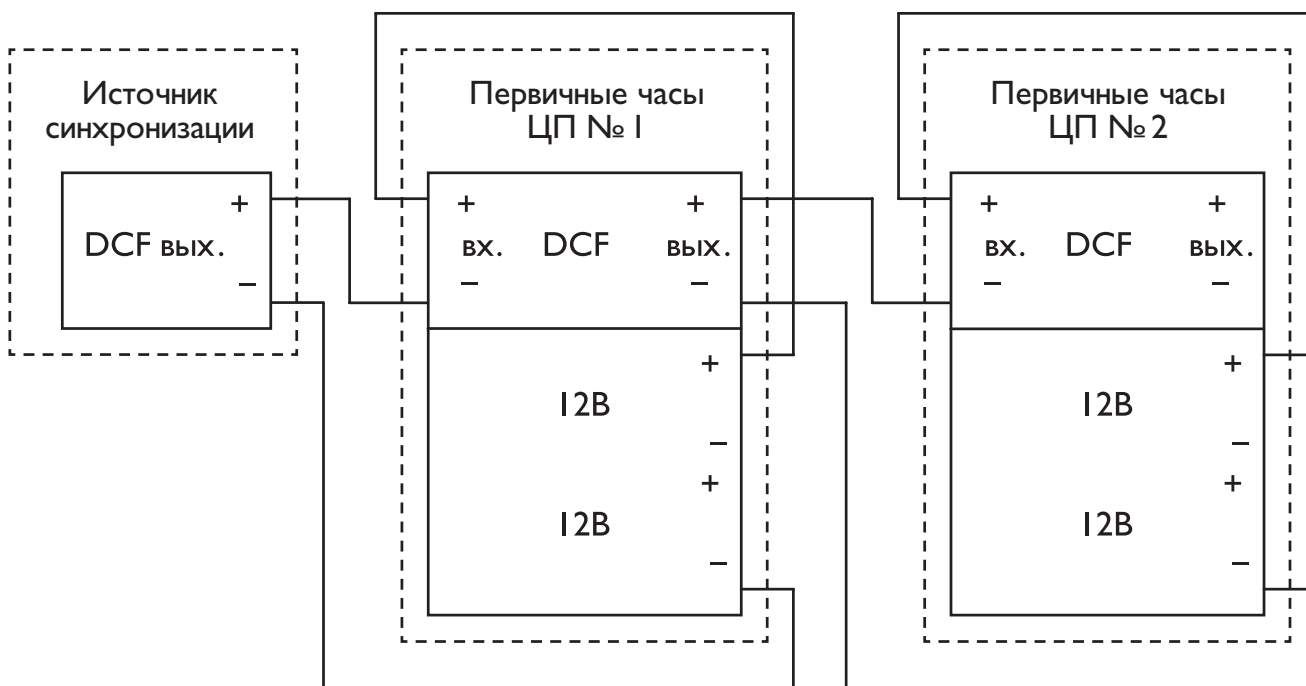 Источник
синхронизации
+
DCF вых.
–
Первичные часы
ЦП № 1
+ +
вх. DCF вых.
– –
+
12В
–
+
12В
–
Первичные часы
ЦП № 2
+ +
вх. DCF вых.
– –
+
12В
–
+
12В
–